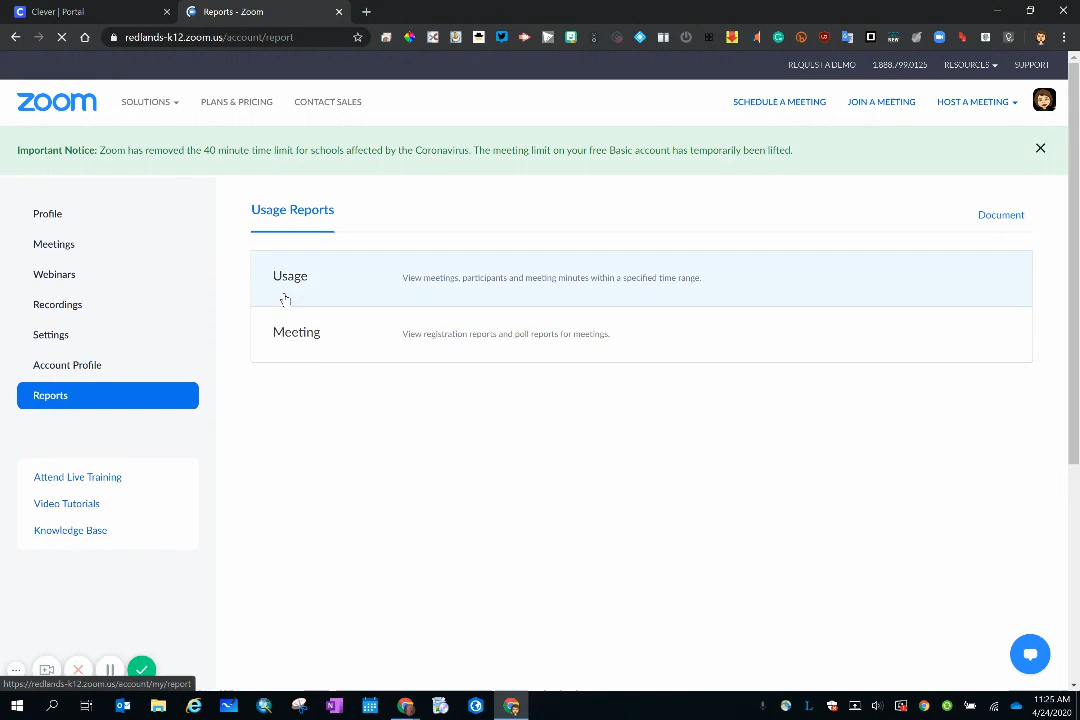 Clever | Portal
Reports - Zoom
redlands-k12.zoom.us/account/report
REQUEST A DEMO 1.888.799.0125 RESOURCES SUPPORT
zoom SOLUTIONS PLANS & PRICING CONTACT SALES SCHEDULE A MEETING JOIN A MEETING HOST A MEETING
Important Notice: Zoom has removed the 40 minute time limit for schools affected by the Coronavirus. The meeting limit on your free Basic account has temporarily been lifted.
Profile
Meetings
Webinars
Recordings
Settings
Account Profile
Reports
Attend Live Training
Video Tutorials
Knowledge Base
Usage Reports
Document
Usage View meetings, participants and meeting minutes within a specified time range.
Meeting View registration reports and poll reports for meetings.
https://redlands-k12.zoom.us/account/my/report
11:25 AM
4/24/2020